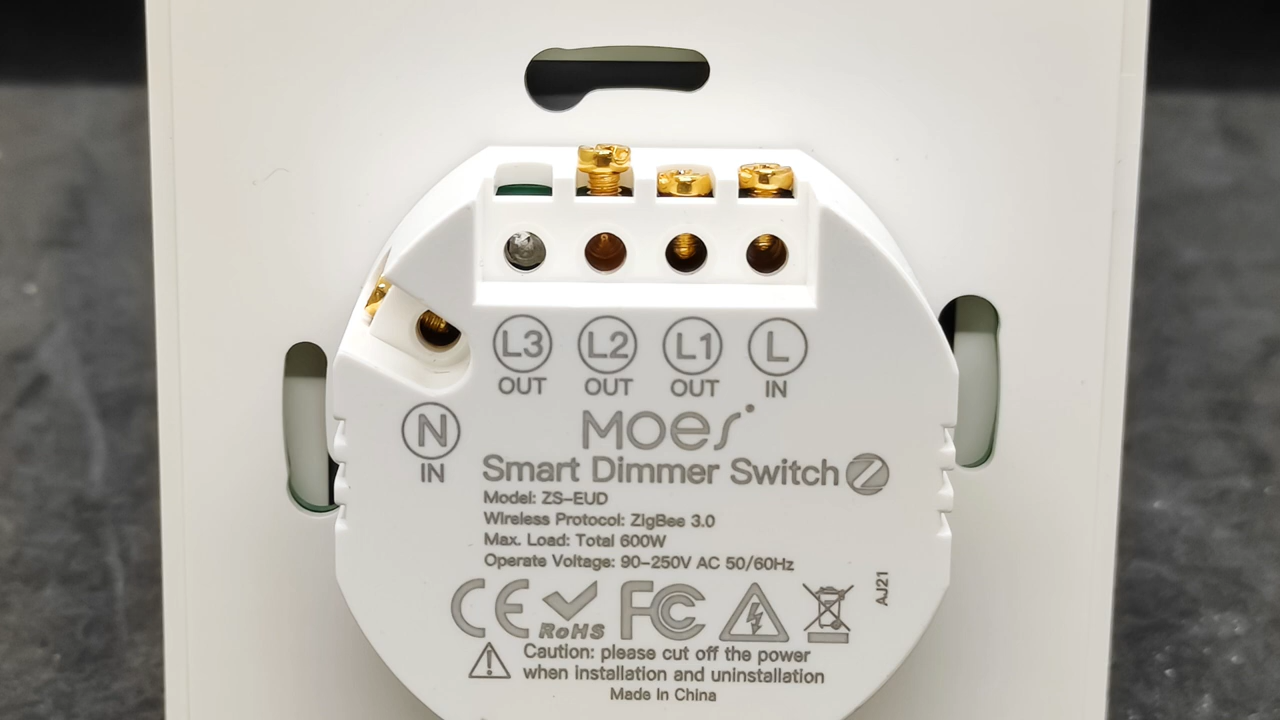 L3 L2 L1 L
OUT OUT OUT IN
N
IN
MOES
Smart Dimmer Switch
Model: ZS-EUD
Wireless Protocol: ZigBee 3.0
Max. Load: Total 600W
Operate Voltage: 90-250V AC 50/60Hz
AJ21
CE RoHS FC
Caution: please cut off the power
when installation and uninstallation
Made In China